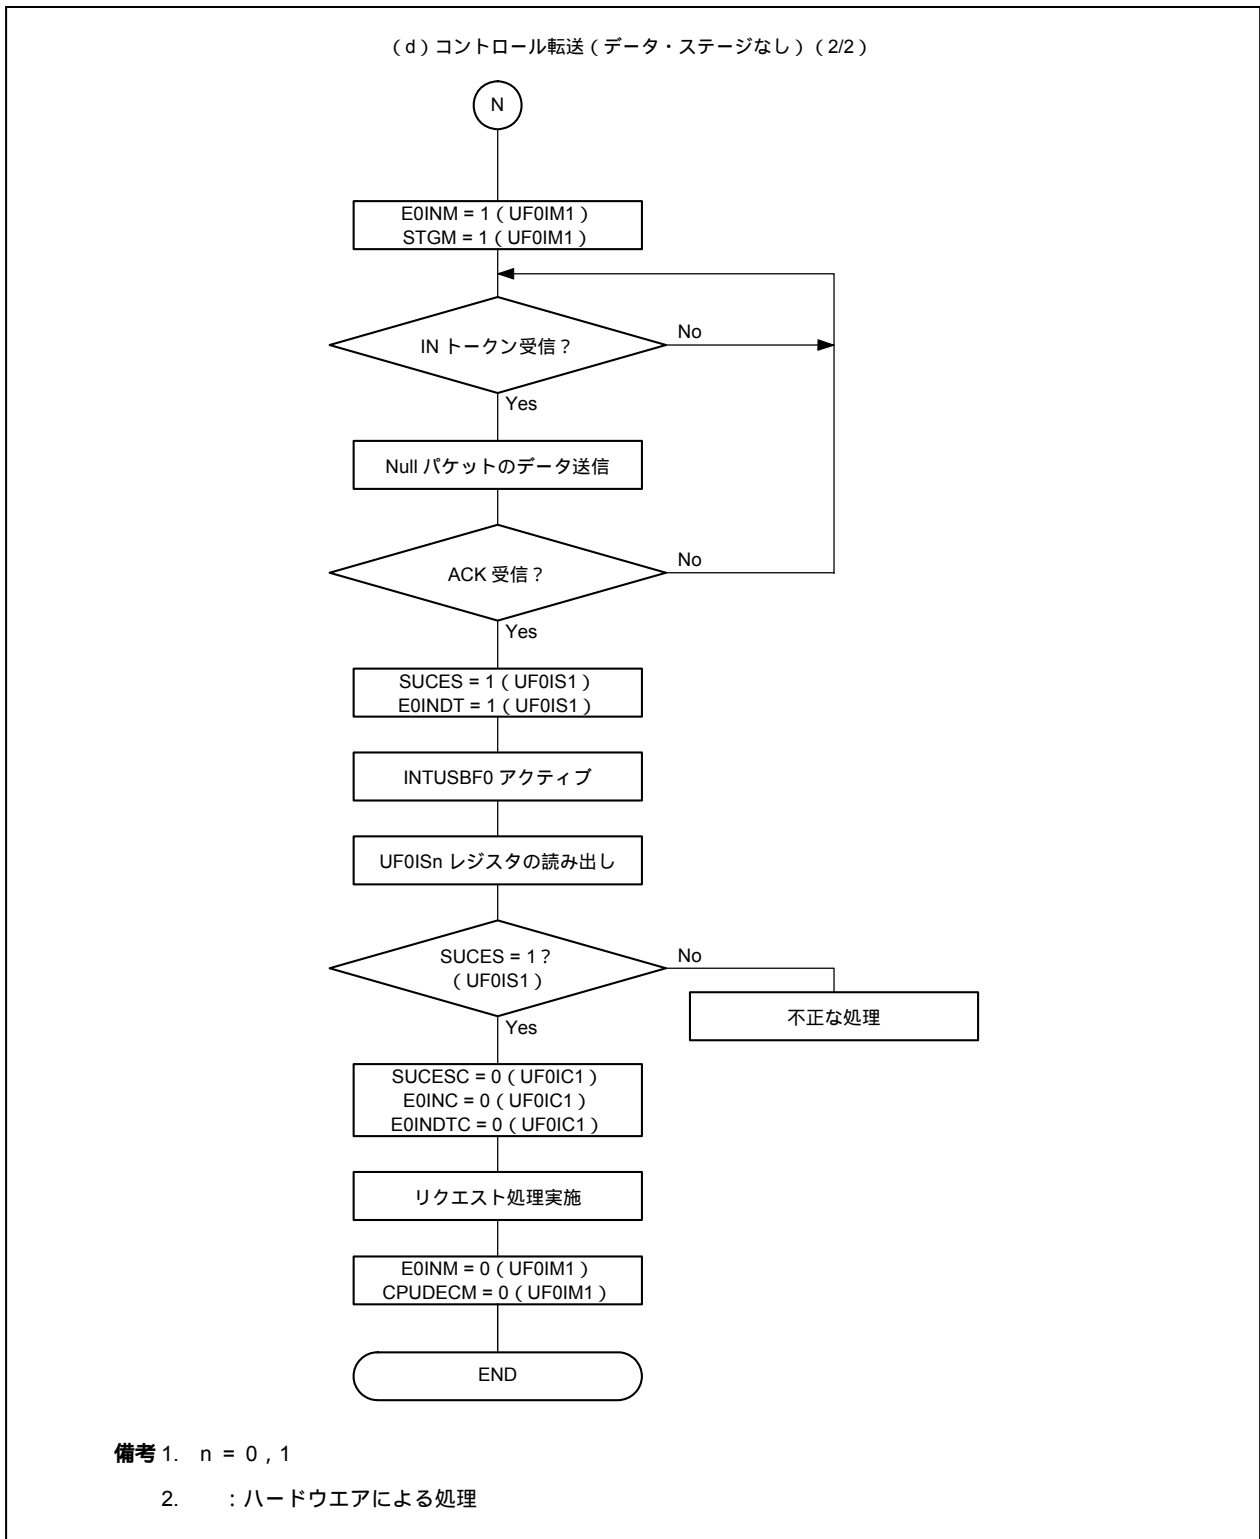 (d)コントロール転送(データ・ステージなし)(2/2)
N
E0INM = 1(UF0IM1)
STGM = 1(UF0IM1)
IN トークン受信?
No
Yes
Null パケットのデータ送信
ACK 受信?
No
Yes
SUCES = 1(UF0IS1)
E0INDT = 1(UF0IS1)
INTUSBF0 アクティブ
UF0ISn レジスタの読み出し
SUCES = 1?
(UF0IS1)
No
不正な処理
Yes
SUCESC = 0(UF0IC1)
E0INC = 0(UF0IC1)
E0INDTC = 0(UF0IC1)
リクエスト処理実施
E0INM = 0(UF0IM1)
CPUDECM = 0(UF0IM1)
END
備考 1. n = 0,1
2. :ハードウエアによる処理